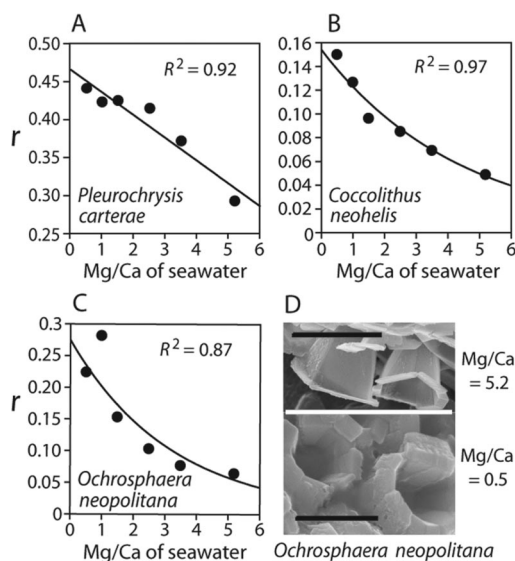 A
R² = 0.92
0.50
0.45
0.40
0.35
0.30
0.25
r
Pleurochrysis
carterae
0 1 2 3 4 5 6
Mg/Ca of seawater
B
R² = 0.97
0.16
0.14
0.12
0.10
0.08
0.06
0.04
0.02
0
Coccolithus
neohelis
0 1 2 3 4 5 6
Mg/Ca of seawater
C
R² = 0.87
0.3
0.25
0.20
0.15
0.10
0.05
0
r
Ochrosphaera
neopolitana
0 1 2 3 4 5 6
Mg/Ca of seawater
D
Mg/Ca
= 5.2
Mg/Ca
= 0.5
Ochrosphaera neopolitana